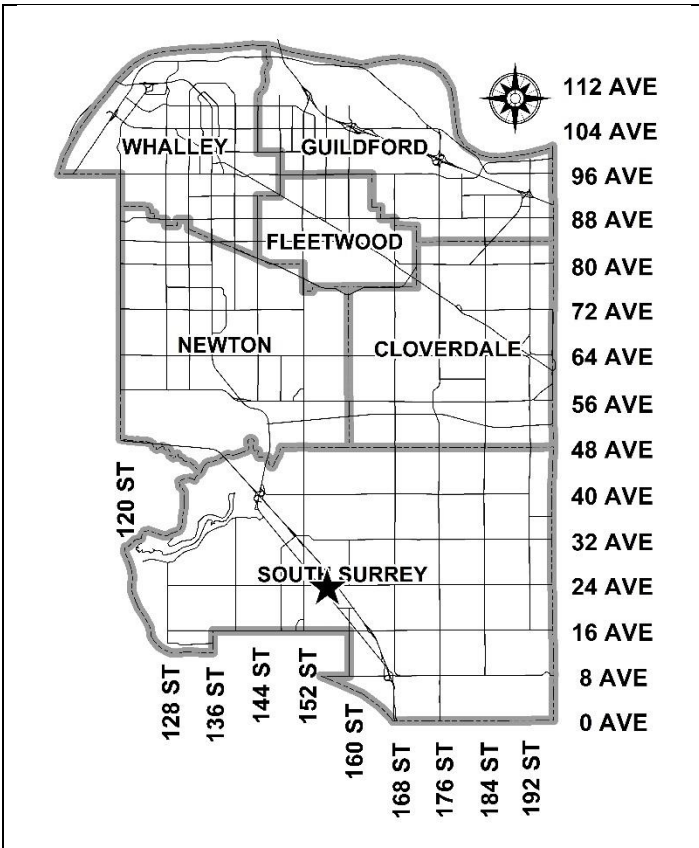 112 AVE
104 AVE
WHALLEY
GUILDFORD
96 AVE
88 AVE
FLEETWOOD
80 AVE
72 AVE
NEWTON
CLOVERDALE
64 AVE
56 AVE
48 AVE
120 ST
40 AVE
32 AVE
SOUTH SURREY
24 AVE
16 AVE
128 ST
136 ST
144 ST
152 ST
160 ST
8 AVE
0 AVE
168 ST
176 ST
184 ST
192 ST